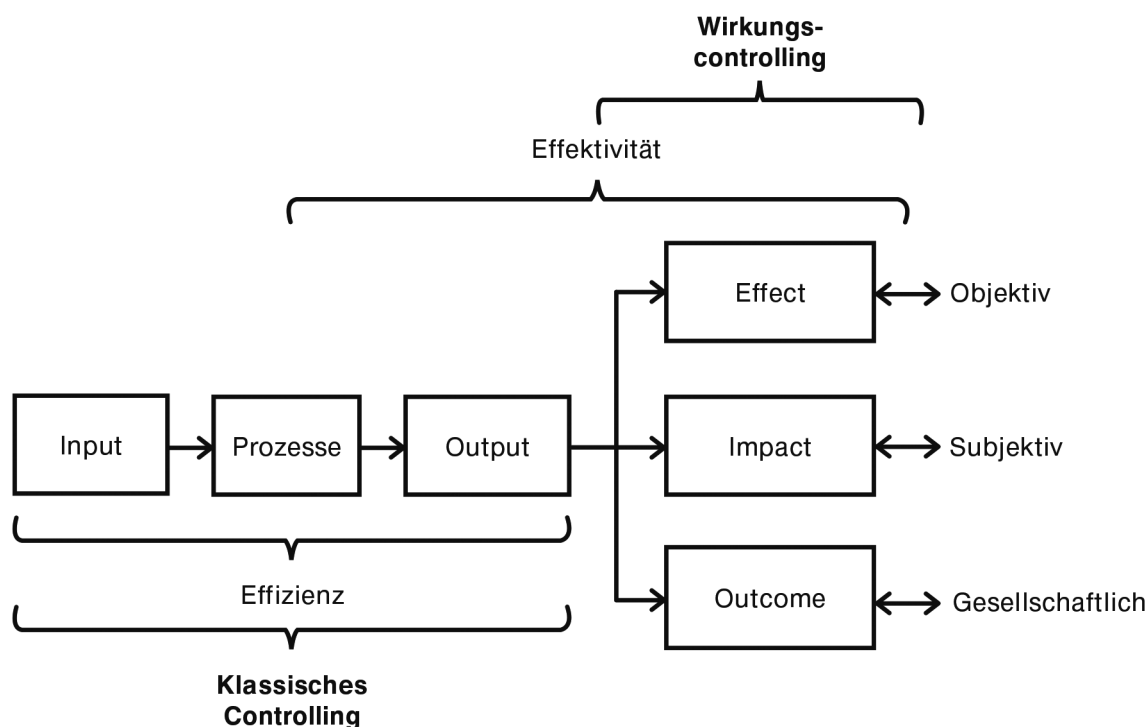 Wirkungs-
controlling
Effektivität
Effect
Objektiv
Input
Prozesse
Output
Impact
Subjektiv
Effizienz
Outcome
Gesellschaftlich
Klassisches
Controlling